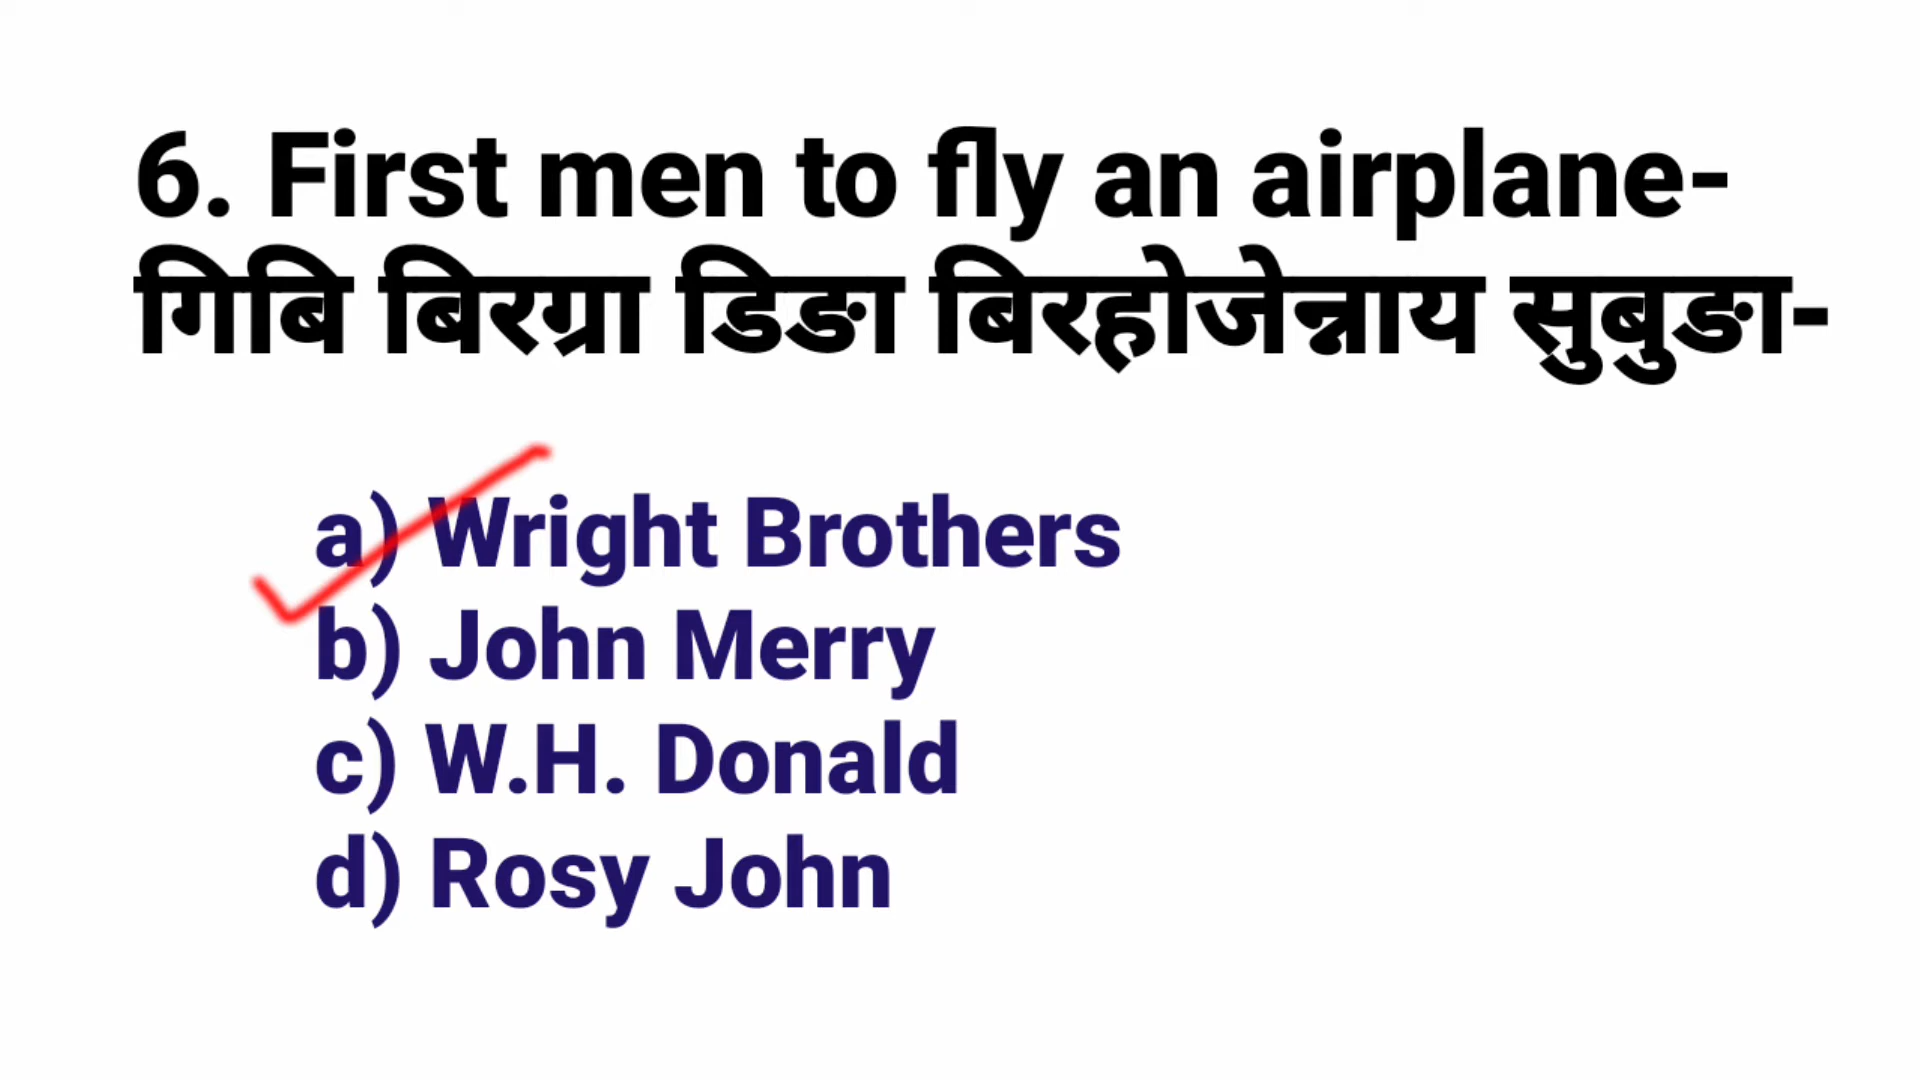 6. First men to fly an airplane-
गिबि बिरग्रा डिङा बिरहोजेन्नाय सुबुङा-
a) Wright Brothers
b) John Merry
c) W.H. Donald
d) Rosy John